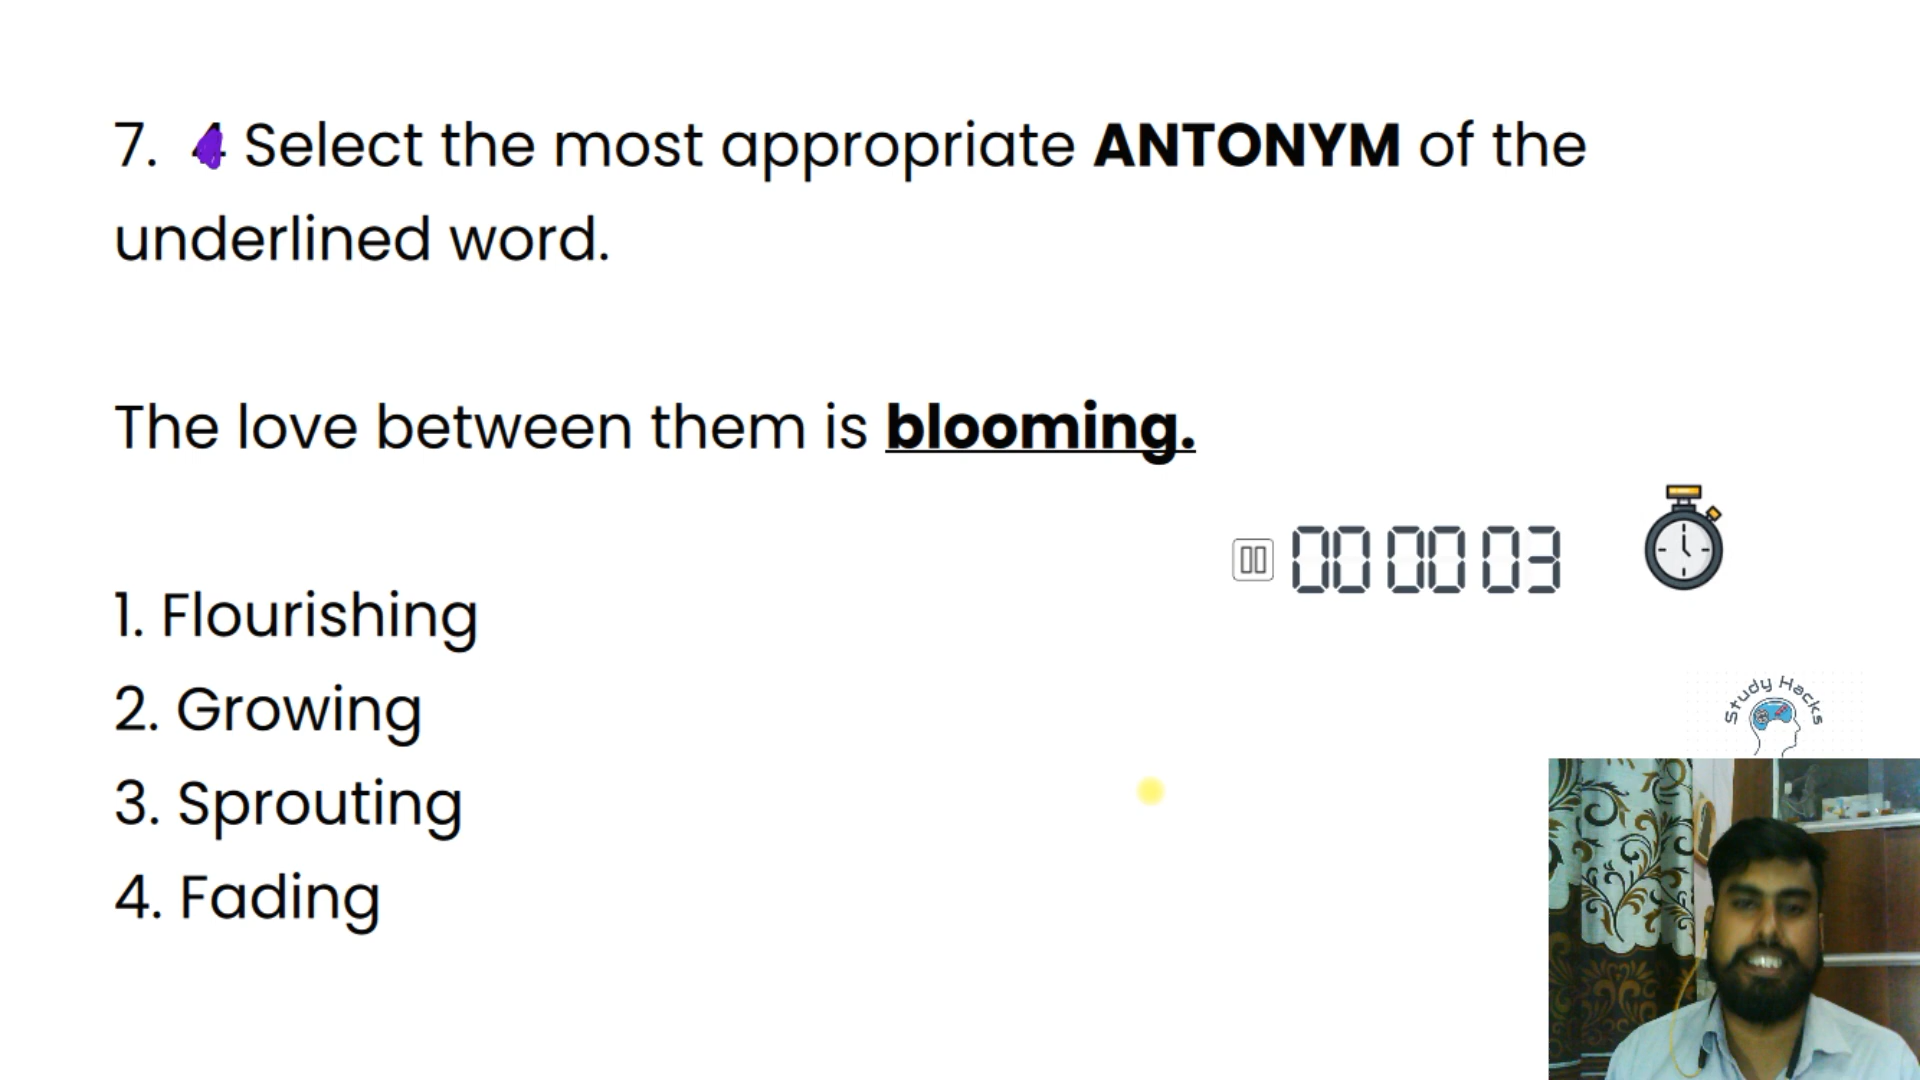 7. 4 Select the most appropriate ANTONYM of the
underlined word.
The love between them is blooming.
00 00 03
1. Flourishing
2. Growing
3. Sprouting
4. Fading
Study Hacks